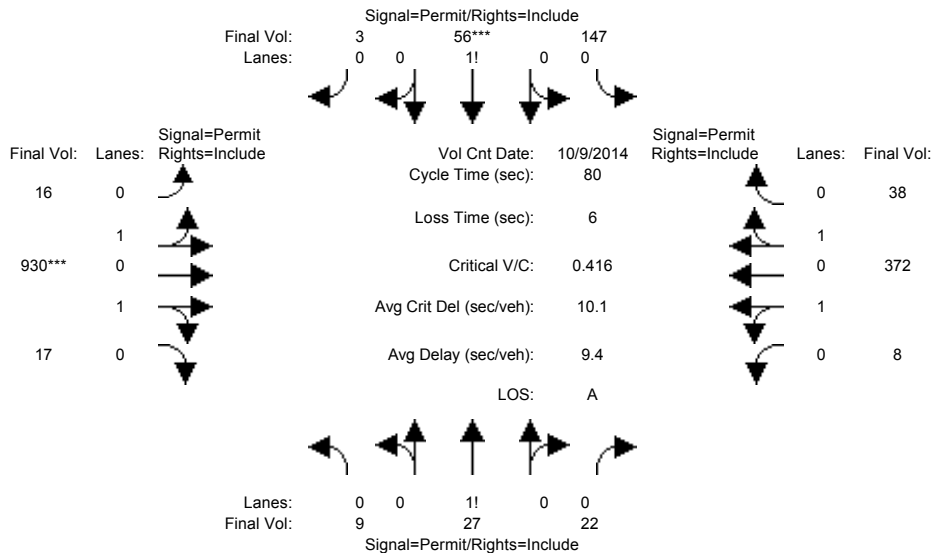 Signal=Permit/Rights=Include
Final Vol: 3 56*** 147
Lanes: 0 0 1! 0 0
Signal=Permit Signal=Permit
Final Vol: Lanes: Rights=Include Vol Cnt Date: 10/9/2014 Rights=Include Lanes: Final Vol:
Cycle Time (sec): 80
16 0 0 38
Loss Time (sec): 6
1 1
930*** 0 Critical V/C: 0.416 0 372
1 Avg Crit Del (sec/veh): 10.1 1
17 0 Avg Delay (sec/veh): 9.4 0 8
LOS: A
Lanes: 0 0 1! 0 0
Final Vol: 9 27 22
Signal=Permit/Rights=Include